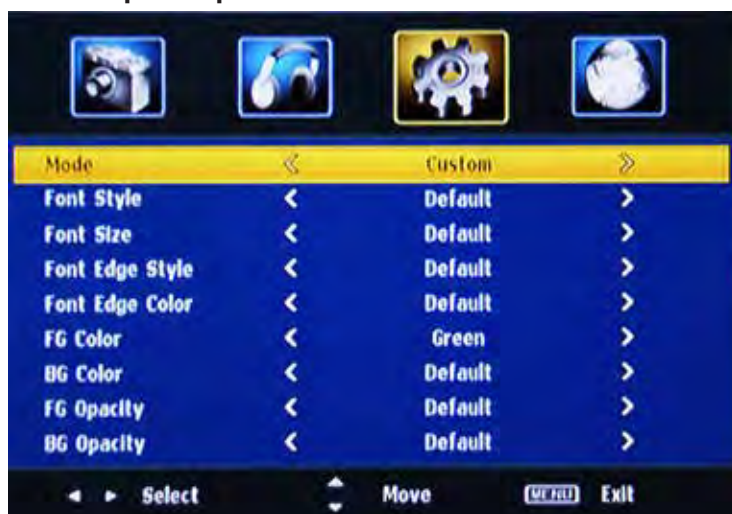 Mode « Custom »
Font Style < Default >
Font Size < Default >
Font Edge Style < Default >
Font Edge Color < Default >
FG Color < Green >
BG Color < Default >
FG Opacity < Default >
BG Opacity < Default >
◄ ► Select Move MENU Exit